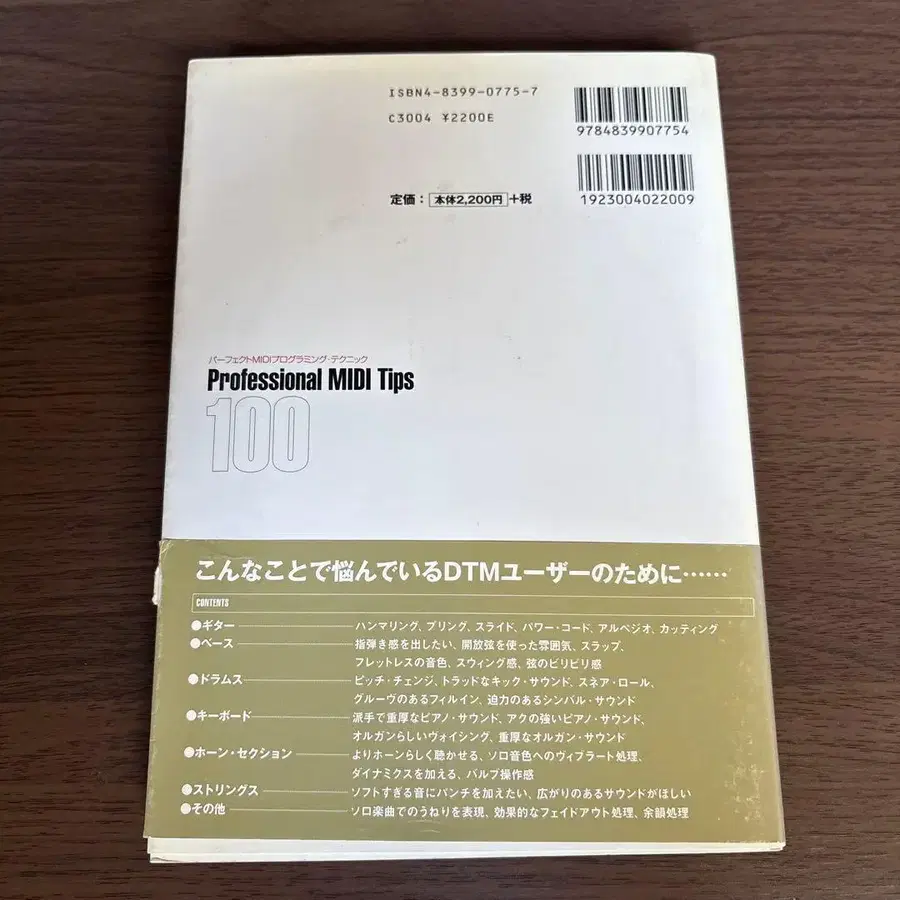 ISBN4-8399-0775-7
C3004 ¥2200E
9784839907754
定価： 本体2,200円 +税
1923004022009
パーフェクトMIDIプログラミング・テクニック
Professional MIDI Tips
100
こんなことで悩んでいるDTMユーザーのために……
CONTENTS
●ギター ハンマリング、プリング、スライド、パワー・コード、アルペジオ、カッティング
●ベース 指弾き感を出したい、開放弦を使った雰囲気、スラップ、
フレットレスの音色、スウィング感、弦のビリビリ感
●ドラムス ピッチ・チェンジ、トラッドなキック・サウンド、スネア・ロール、
グルーヴのあるフィルイン、迫力のあるシンバル・サウンド
●キーボード 派手で重厚なピアノ・サウンド、アクの強いピアノ・サウンド、
オルガンらしいヴォイシング、重厚なオルガン・サウンド
●ホーン・セクション よりホーンらしく聴かせる、ソロ音色へのヴィブラート処理、
ダイナミクスを加える、バルブ操作感
●ストリングス ソフトすぎる音にパンチを加えたい、広がりのあるサウンドがほしい
●その他 ソロ楽曲でのうねりを表現、効果的なフェイドアウト処理、余韻処理